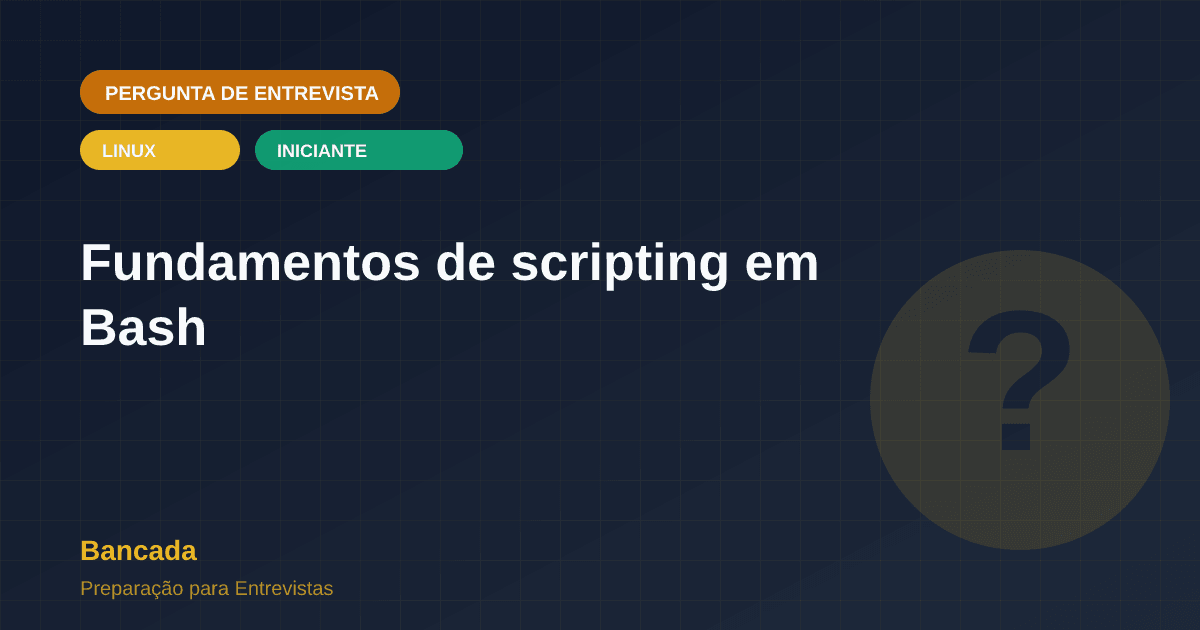 PERGUNTA DE ENTREVISTA
LINUX
INICIANTE
Fundamentos de scripting em
Bash
?
Bancada
Preparação para Entrevistas